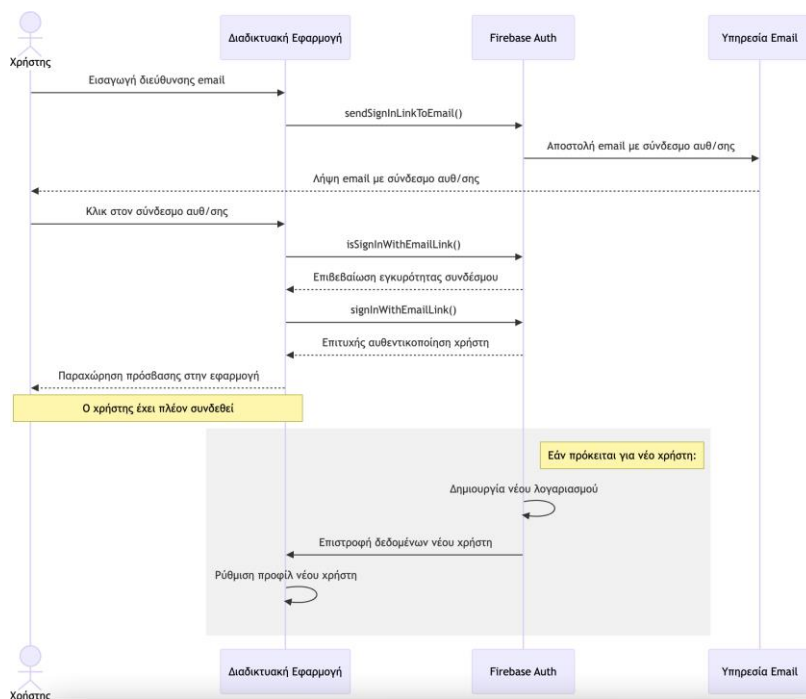 Χρήστης
Διαδικτυακή Εφαρμογή
Firebase Auth
Υπηρεσία Email
Εισαγωγή διεύθυνσης email
sendSignInLinkToEmail()
Αποστολή email με σύνδεσμο αυθ/σης
Λήψη email με σύνδεσμο αυθ/σης
Κλικ στον σύνδεσμο αυθ/σης
isSignInWithEmailLink()
Επιβεβαίωση εγκυρότητας συνδέσμου
signInWithEmailLink()
Επιτυχής αυθεντικοποίηση χρήστη
Παραχώρηση πρόσβασης στην εφαρμογή
Ο χρήστης έχει πλέον συνδεθεί
Εάν πρόκειται για νέο χρήστη:
Δημιουργία νέου λογαριασμού
Επιστροφή δεδομένων νέου χρήστη
Ρύθμιση προφίλ νέου χρήστη
Χρήστης
Διαδικτυακή Εφαρμογή
Firebase Auth
Υπηρεσία Email